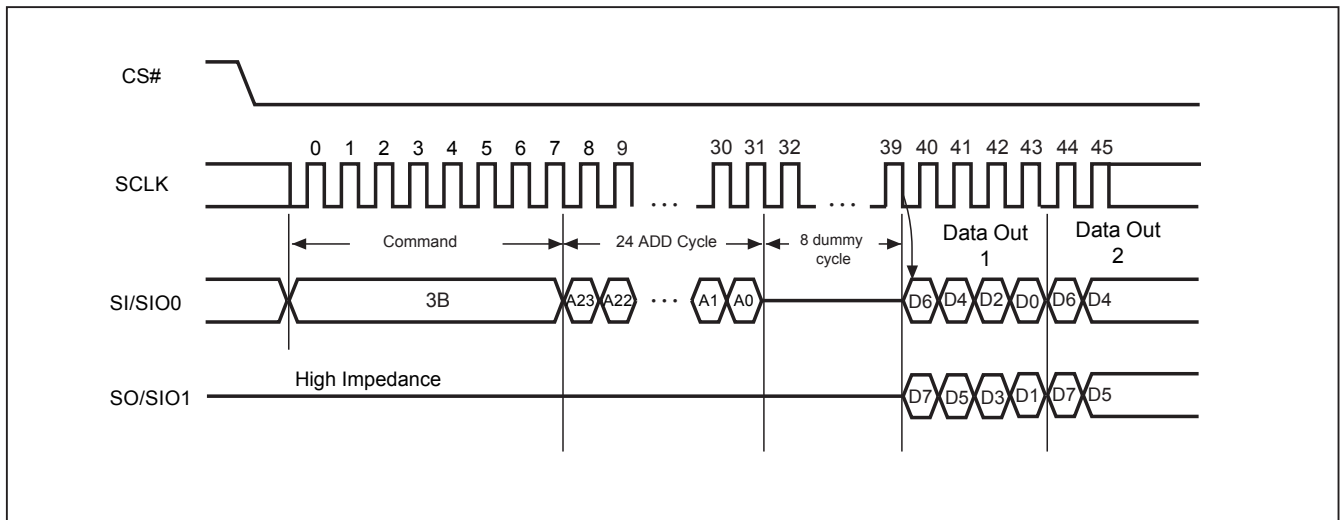 CS#
0 1 2 3 4 5 6 7 8 9 30 31 32 39 40 41 42 43 44 45
SCLK
... ...
Command 24 ADD Cycle 8 dummy cycle Data Out 1 Data Out 2
SI/SIO0 3B A23 A22 ... A1 A0 D6 D4 D2 D0 D6 D4
High Impedance
SO/SIO1 D7 D5 D3 D1 D7 D5